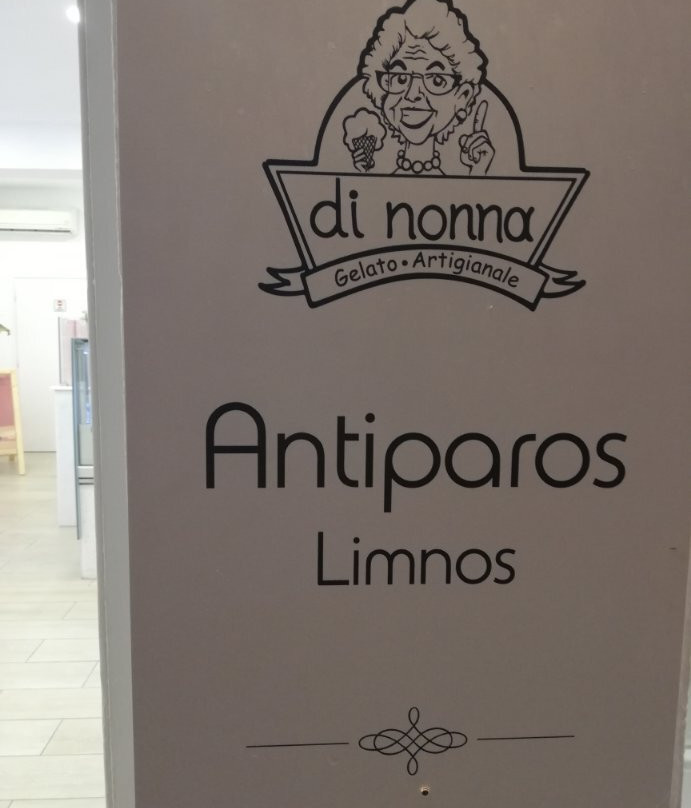 di nonna
Gelato • Artigianale
Antiparos
Limnos